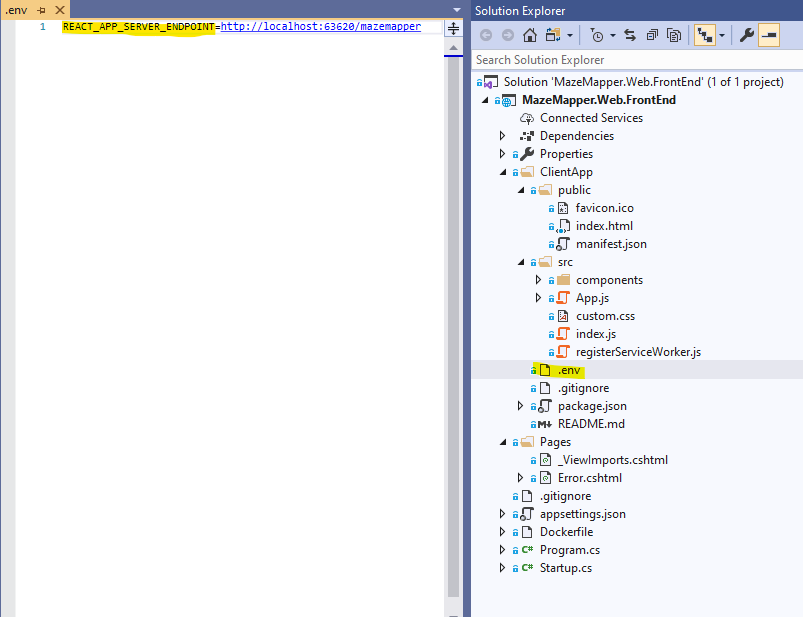 .env
1 REACT_APP_SERVER_ENDPOINT=http://localhost:63620/mazemapper
Solution Explorer
Search Solution Explorer
Solution 'MazeMapper.Web.FrontEnd' (1 of 1 project)
MazeMapper.Web.FrontEnd
Connected Services
Dependencies
Properties
ClientApp
public
favicon.ico
index.html
manifest.json
src
components
App.js
custom.css
index.js
registerServiceWorker.js
.env
.gitignore
package.json
README.md
Pages
_ViewImports.cshtml
Error.cshtml
.gitignore
appsettings.json
Dockerfile
C# Program.cs
C# Startup.cs